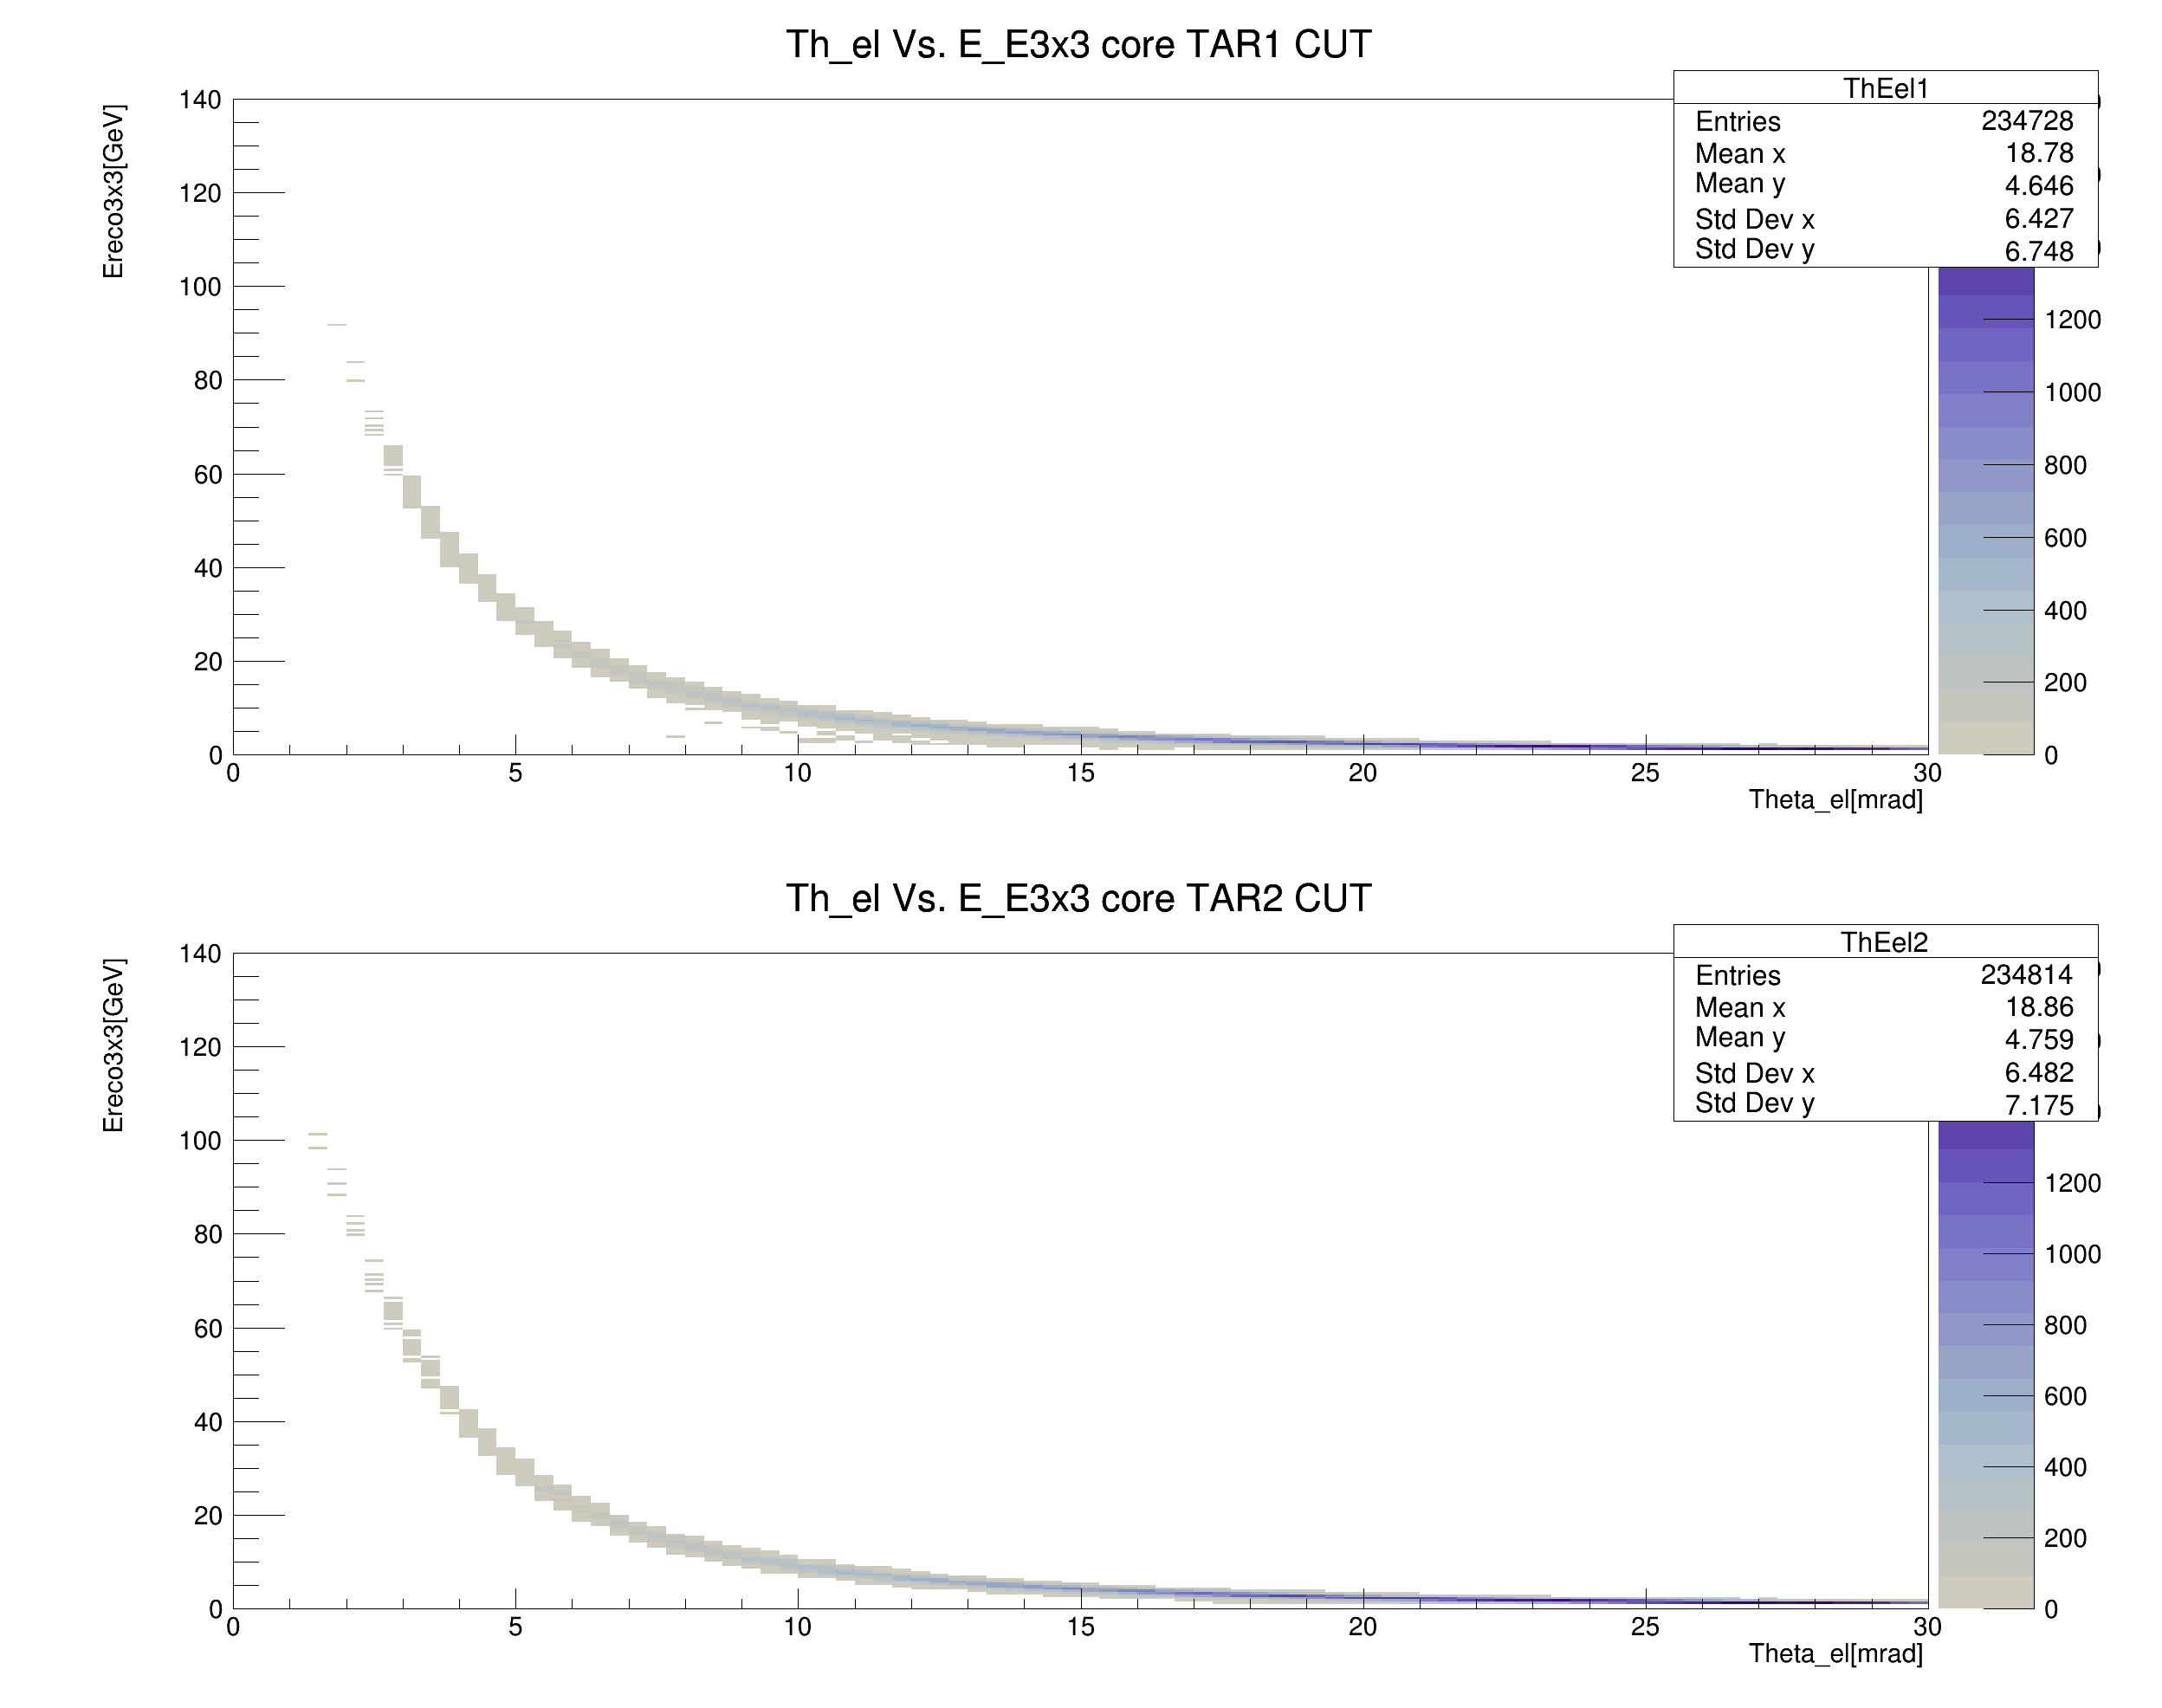 Th_el Vs. E_E3x3 core TAR1 CUT
ThEel1
Entries 234728
Mean x 18.78
Mean y 4.646
Std Dev x 6.427
Std Dev y 6.748
Ereco3x3[GeV]
140
120
100
80
60
40
20
0
0 5 10 15 20 25 30
Theta_el[mrad]
1200
1000
800
600
400
200
0
Th_el Vs. E_E3x3 core TAR2 CUT
ThEel2
Entries 234814
Mean x 18.86
Mean y 4.759
Std Dev x 6.482
Std Dev y 7.175
Ereco3x3[GeV]
140
120
100
80
60
40
20
0
0 5 10 15 20 25 30
Theta_el[mrad]
1200
1000
800
600
400
200
0